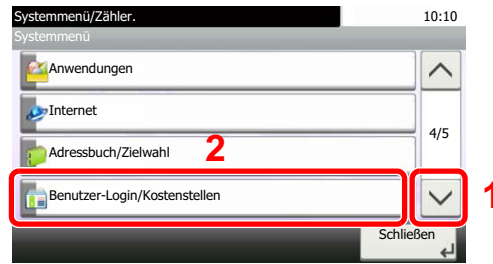 Systemmenü/Zähler. 10:10
Systemmenü
Anwendungen
Internet
4/5
Adressbuch/Zielwahl 2
Benutzer-Login/Kostenstellen 1
Schließen